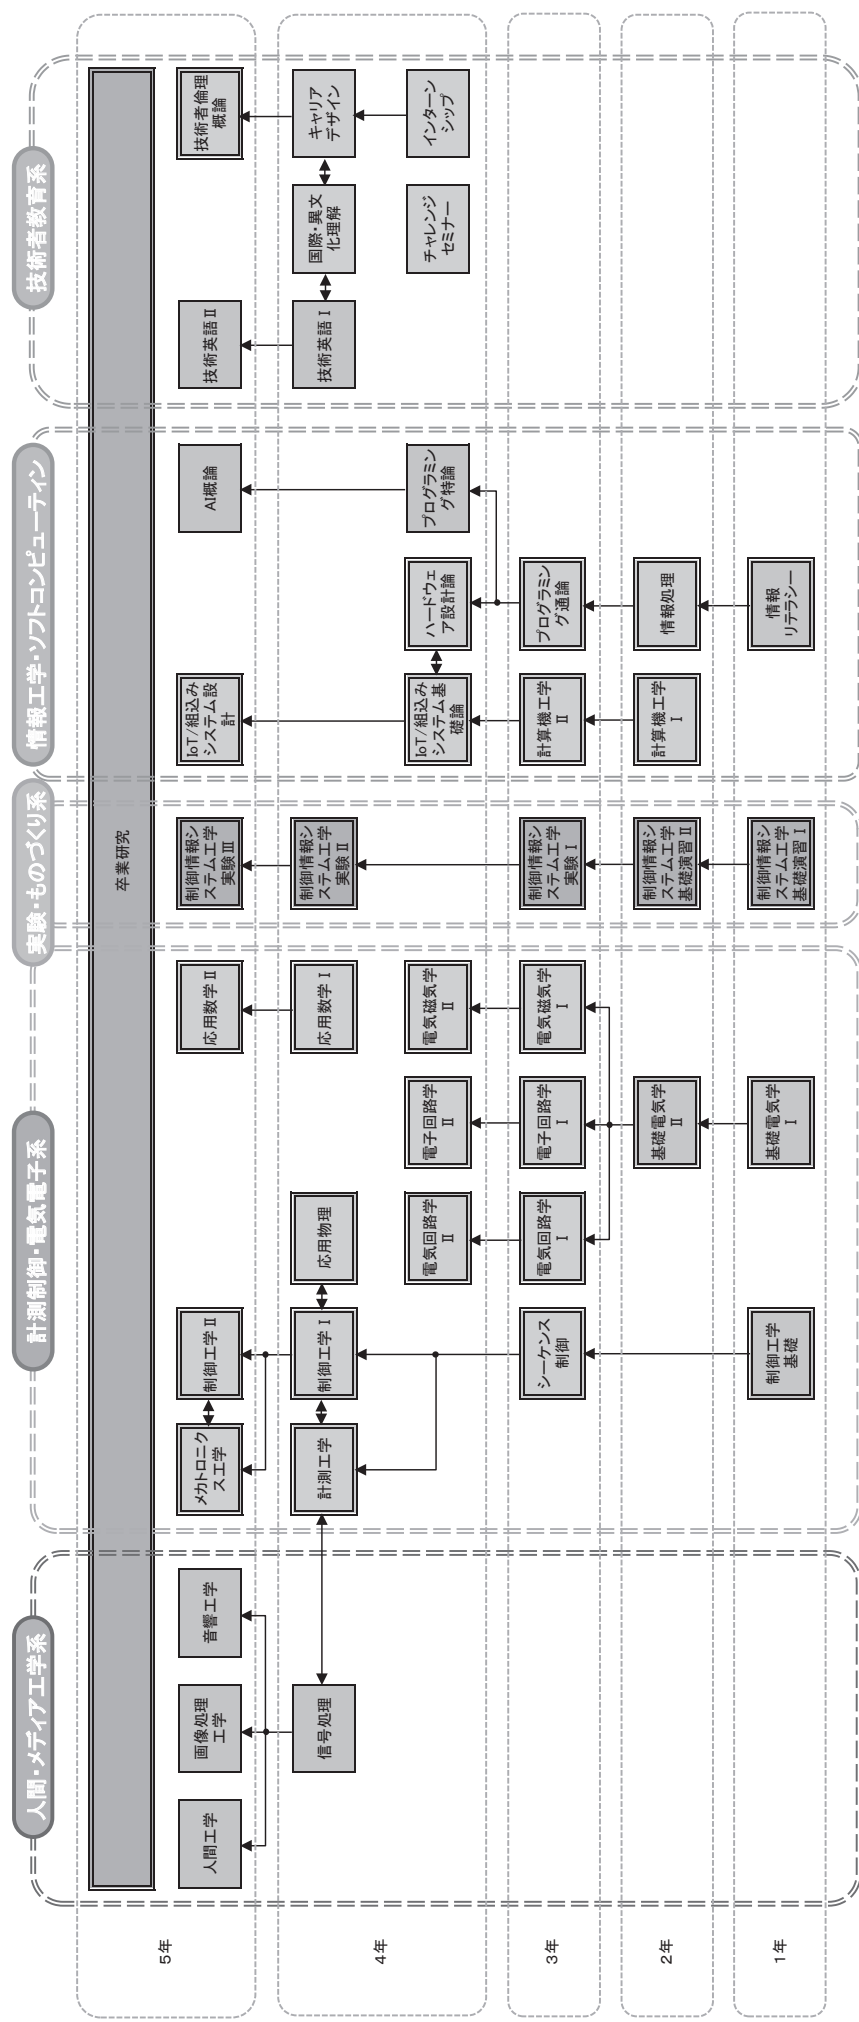 人間・メディア工学系
計測制御・電気電子系
実験・ものづくり系
情報工学・ソフトコンピューティン
技術者教育系
5年
卒業研究
人間工学
画像処理
工学
音響工学
メカトロニク
ス工学
制御工学Ⅱ
応用数学Ⅱ
制御情報シ
ステム工学
実験Ⅲ
IoT/組込み
システム設
計
AI概論
技術英語Ⅱ
技術者倫理
概論
4年
信号処理
計測工学
制御工学Ⅰ
応用物理
応用数学Ⅰ
制御情報シ
ステム工学
実験Ⅱ
技術英語Ⅰ
国際・異文
化理解
キャリア
デザイン
電気回路学
Ⅱ
電子回路学
Ⅱ
電気磁気学
Ⅱ
IoT/組込み
システム基
礎論
ハードウェ
ア設計論
プログラミン
グ特論
チャレンジ
セミナー
インターン
シップ
3年
シーケンス
制御
電気回路学
Ⅰ
電子回路学
Ⅰ
電気磁気学
Ⅰ
制御情報シ
ステム工学
実験Ⅰ
計算機工学
Ⅱ
プログラミン
グ通論
2年
基礎電気学
Ⅱ
制御情報シ
ステム工学
基礎演習Ⅱ
計算機工学
Ⅰ
情報処理
1年
制御工学
基礎
基礎電気学
Ⅰ
制御情報シ
ステム工学
基礎演習Ⅰ
情報
リテラシー